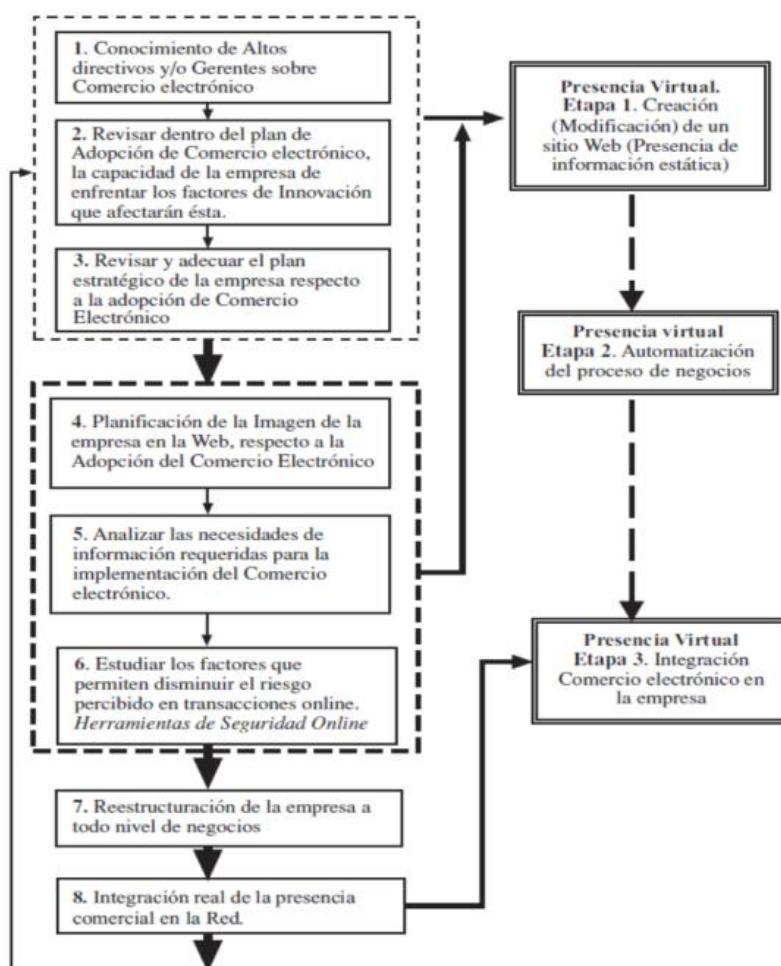 1. Conocimiento de Altos
directivos y/o Gerentes sobre
Comercio electrónico
2. Revisar dentro del plan de
Adopción de Comercio electrónico,
la capacidad de la empresa de
enfrentar los factores de Innovación
que afectarán ésta.
3. Revisar y adecuar el plan
estratégico de la empresa respecto
a la adopción de Comercio
Electrónico
4. Planificación de la Imagen de la
empresa en la Web, respecto a la
Adopción del Comercio Electrónico
5. Analizar las necesidades de
información requeridas para la
implementación del Comercio
electrónico.
6. Estudiar los factores que
permiten disminuir el riesgo
percibido en transacciones online.
Herramientas de Seguridad Online
7. Reestructuración de la empresa a
todo nivel de negocios
8. Integración real de la presencia
comercial en la Red.
Presencia Virtual.
Etapa 1. Creación
(Modificación) de un
sitio Web (Presencia de
información estática)
Presencia virtual
Etapa 2. Automatización
del proceso de negocios
Presencia Virtual
Etapa 3. Integración
Comercio electrónico en
la empresa